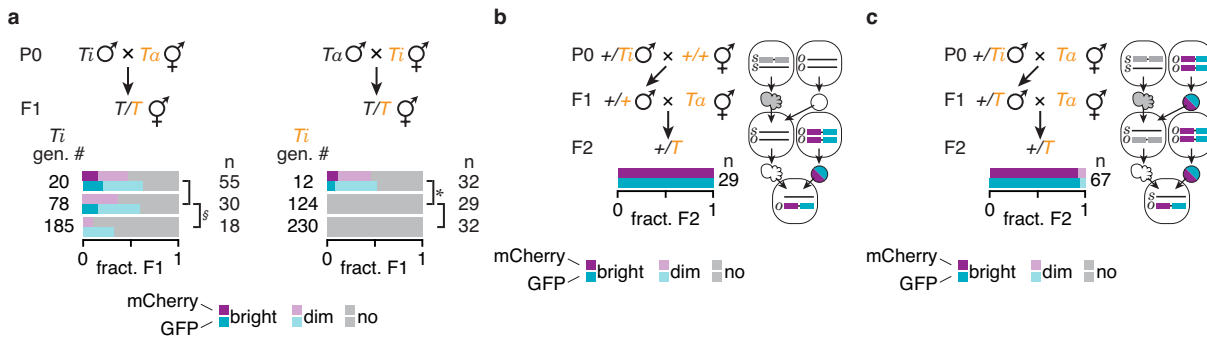 a
P0 Ti♂ × Ta⚥ Ta♂ × Ti⚥
F1 T/T⚥ T/T⚥
Ti
gen. #
n
20 55
78 30
185 18
§
0 1
fract. F1
Ti
gen. #
n
12 32
124 29
230 32
*
0 1
fract. F1
mCherry
GFP
bright dim no
b
P0 +/Ti♂ × +/+⚥
F1 +/+♂ × Ta⚥
F2 +/T
n
29
0 1
fract. F2
s
s
o
o
s
o
o
o
s
o
mCherry
GFP
bright dim no
c
P0 +/Ti♂ × Ta⚥
F1 +/T♂ × Ta⚥
F2 +/T
n
67
0 1
fract. F2
s
s
o
o
s
o
o
o
s
o
mCherry
GFP
bright dim no